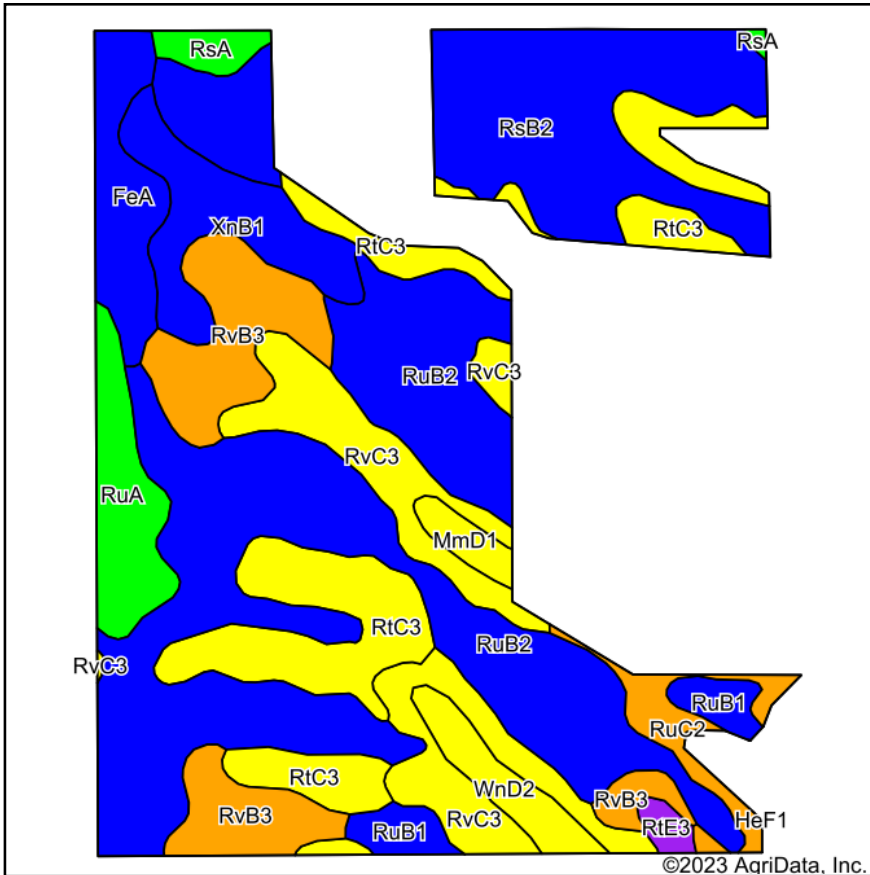 RsA
RsA
RsB2
FeA
XnB1
RtC3
RtC3
RvB3
RuB2
RvC3
RvC3
RuA
MmD1
RtC3
RuB2
RvC3
RuB1
RuC2
RtC3
WnD2
RvB3
RvB3
RuB1
RvC3
RtE3
HeF1
©2023 AgriData, Inc.